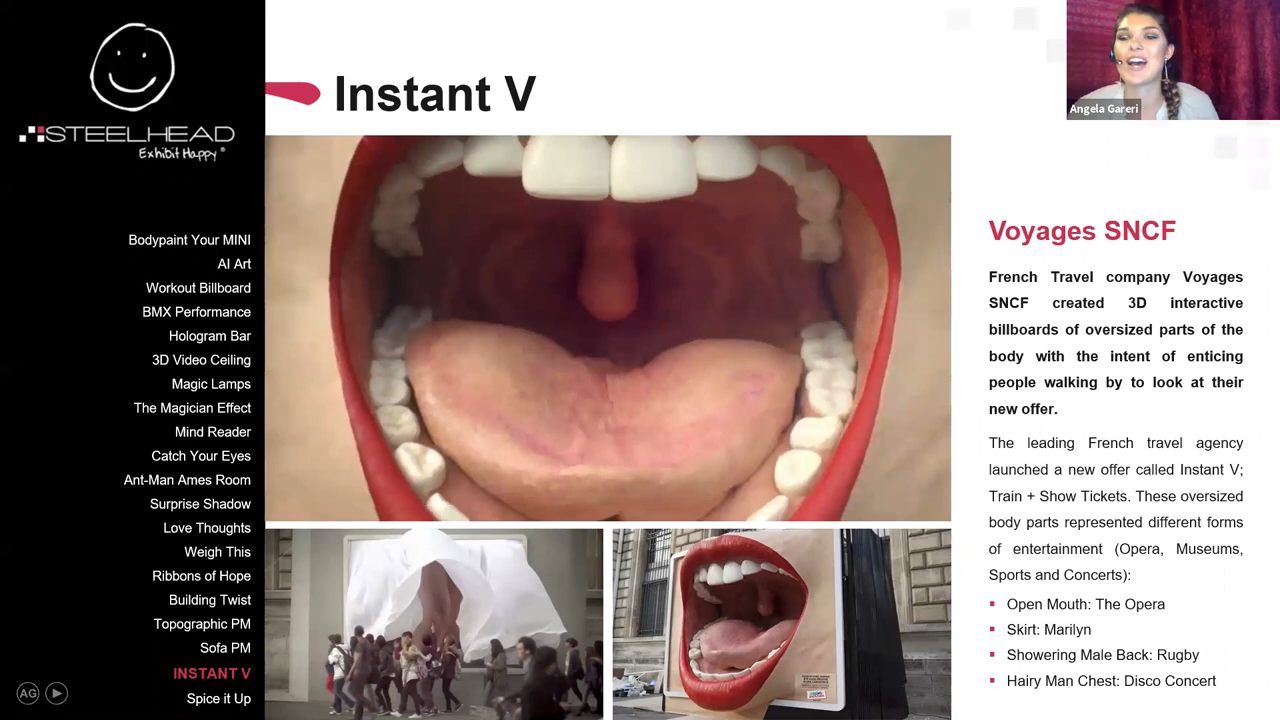 STEELHEAD
Exhibit Happy®
Bodypaint Your MINI
AI Art
Workout Billboard
BMX Performance
Hologram Bar
3D Video Ceiling
Magic Lamps
The Magician Effect
Mind Reader
Catch Your Eyes
Ant-Man Ames Room
Surprise Shadow
Love Thoughts
Weigh This
Ribbons of Hope
Building Twist
Topographic PM
Sofa PM
INSTANT V
Spice it Up
AG
Instant V
Angela Gareri
Voyages SNCF
French Travel company Voyages
SNCF created 3D interactive
billboards of oversized parts of the
body with the intent of enticing
people walking by to look at their
new offer.
The leading French travel agency
launched a new offer called Instant V;
Train + Show Tickets. These oversized
body parts represented different forms
of entertainment (Opera, Museums,
Sports and Concerts):
▪ Open Mouth: The Opera
▪ Skirt: Marilyn
▪ Showering Male Back: Rugby
▪ Hairy Man Chest: Disco Concert